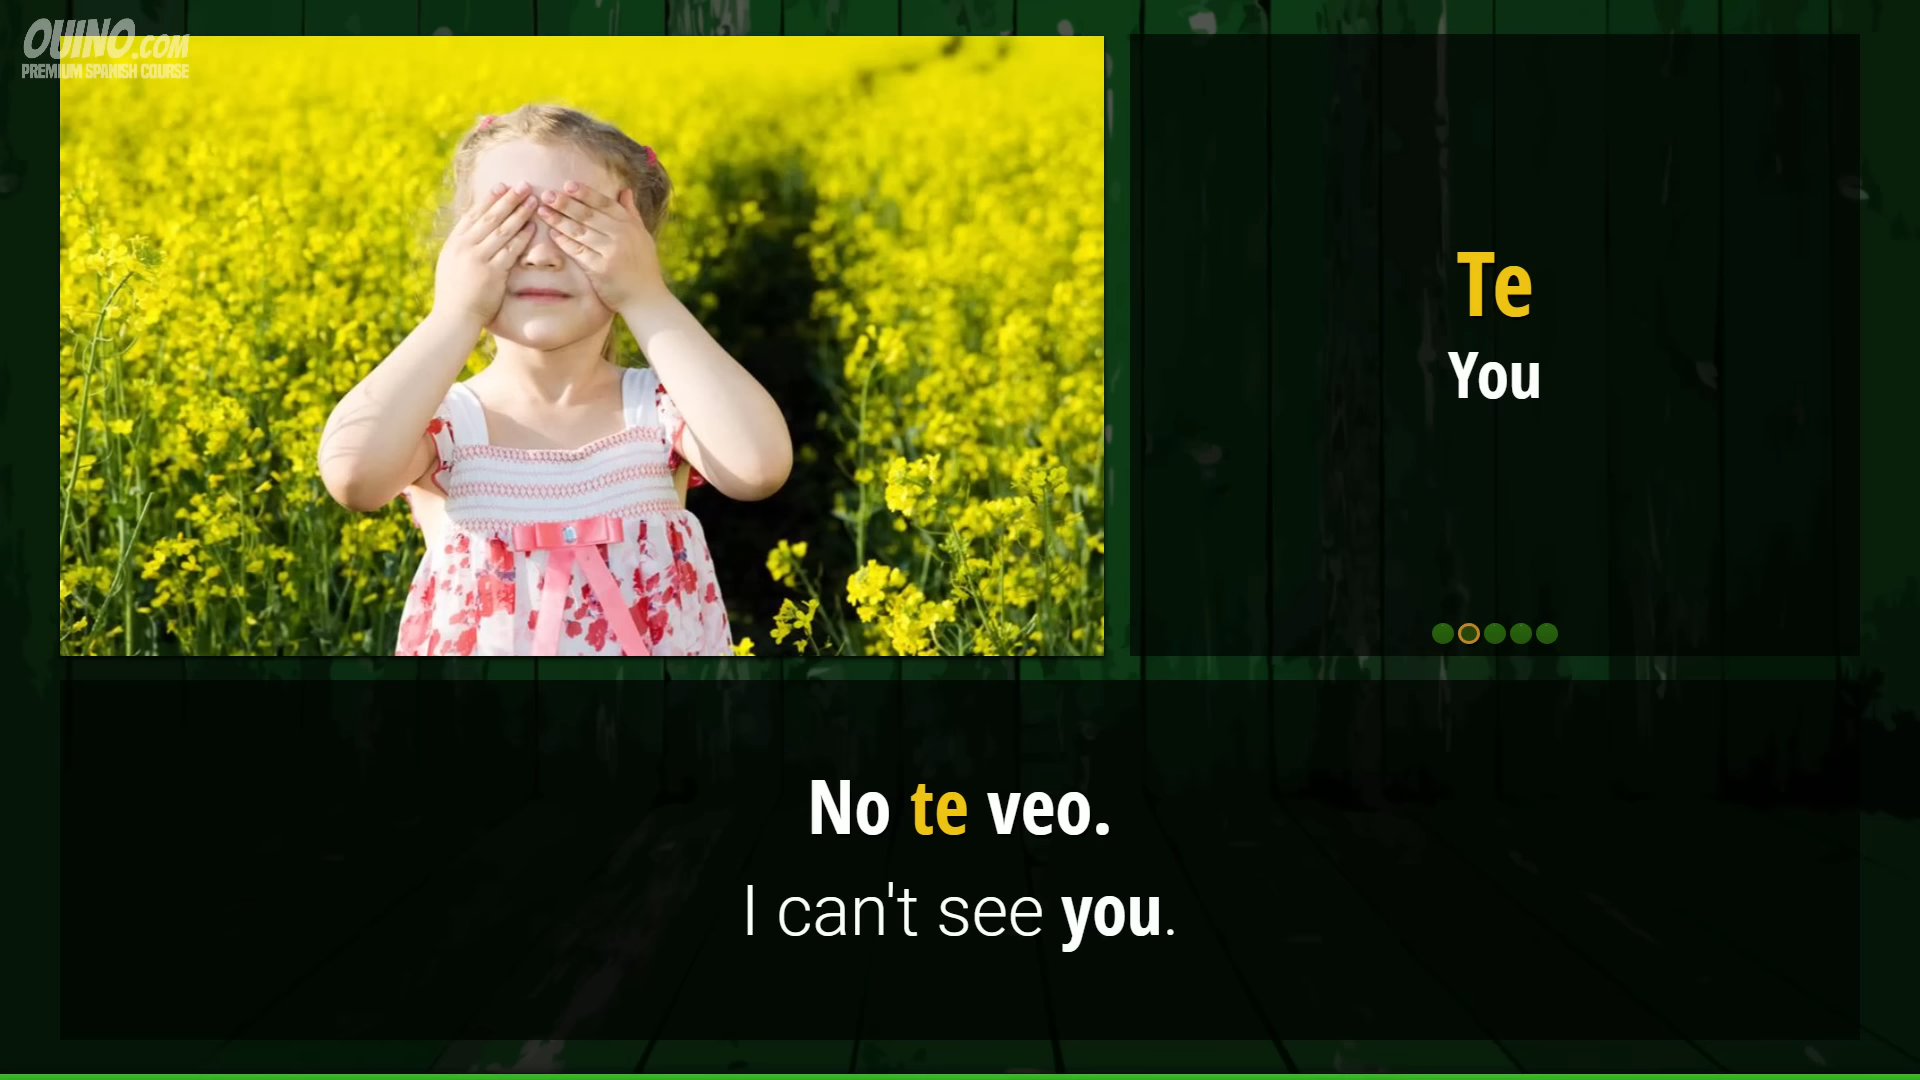 OUINO.COM
PREMIUM SPANISH COURSE
Te
You
No te veo.
I can't see you.